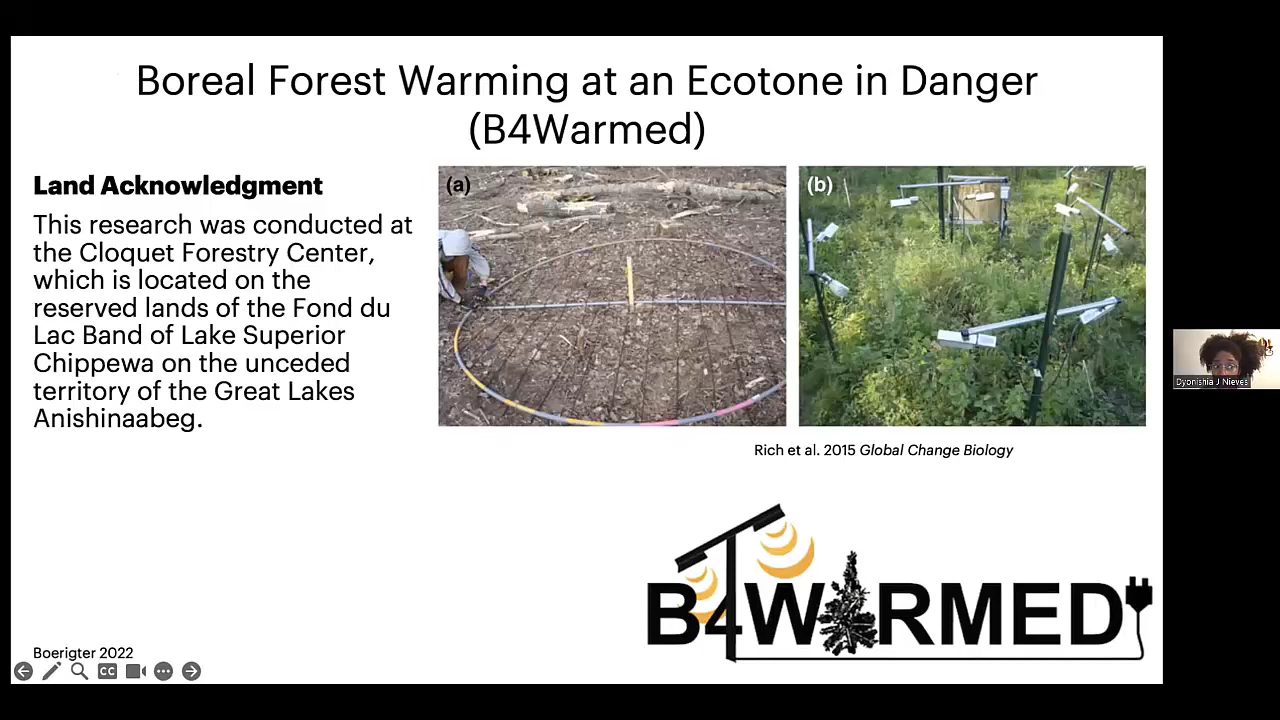 Boreal Forest Warming at an Ecotone in Danger
(B4Warmed)
Land Acknowledgment
This research was conducted at
the Cloquet Forestry Center,
which is located on the
reserved lands of the Fond du
Lac Band of Lake Superior
Chippewa on the unceded
territory of the Great Lakes
Anishinaabeg.
(a)
(b)
Rich et al. 2015 Global Change Biology
B4WARMED
Boerigter 2022
CC
Dyonishia J Nieves